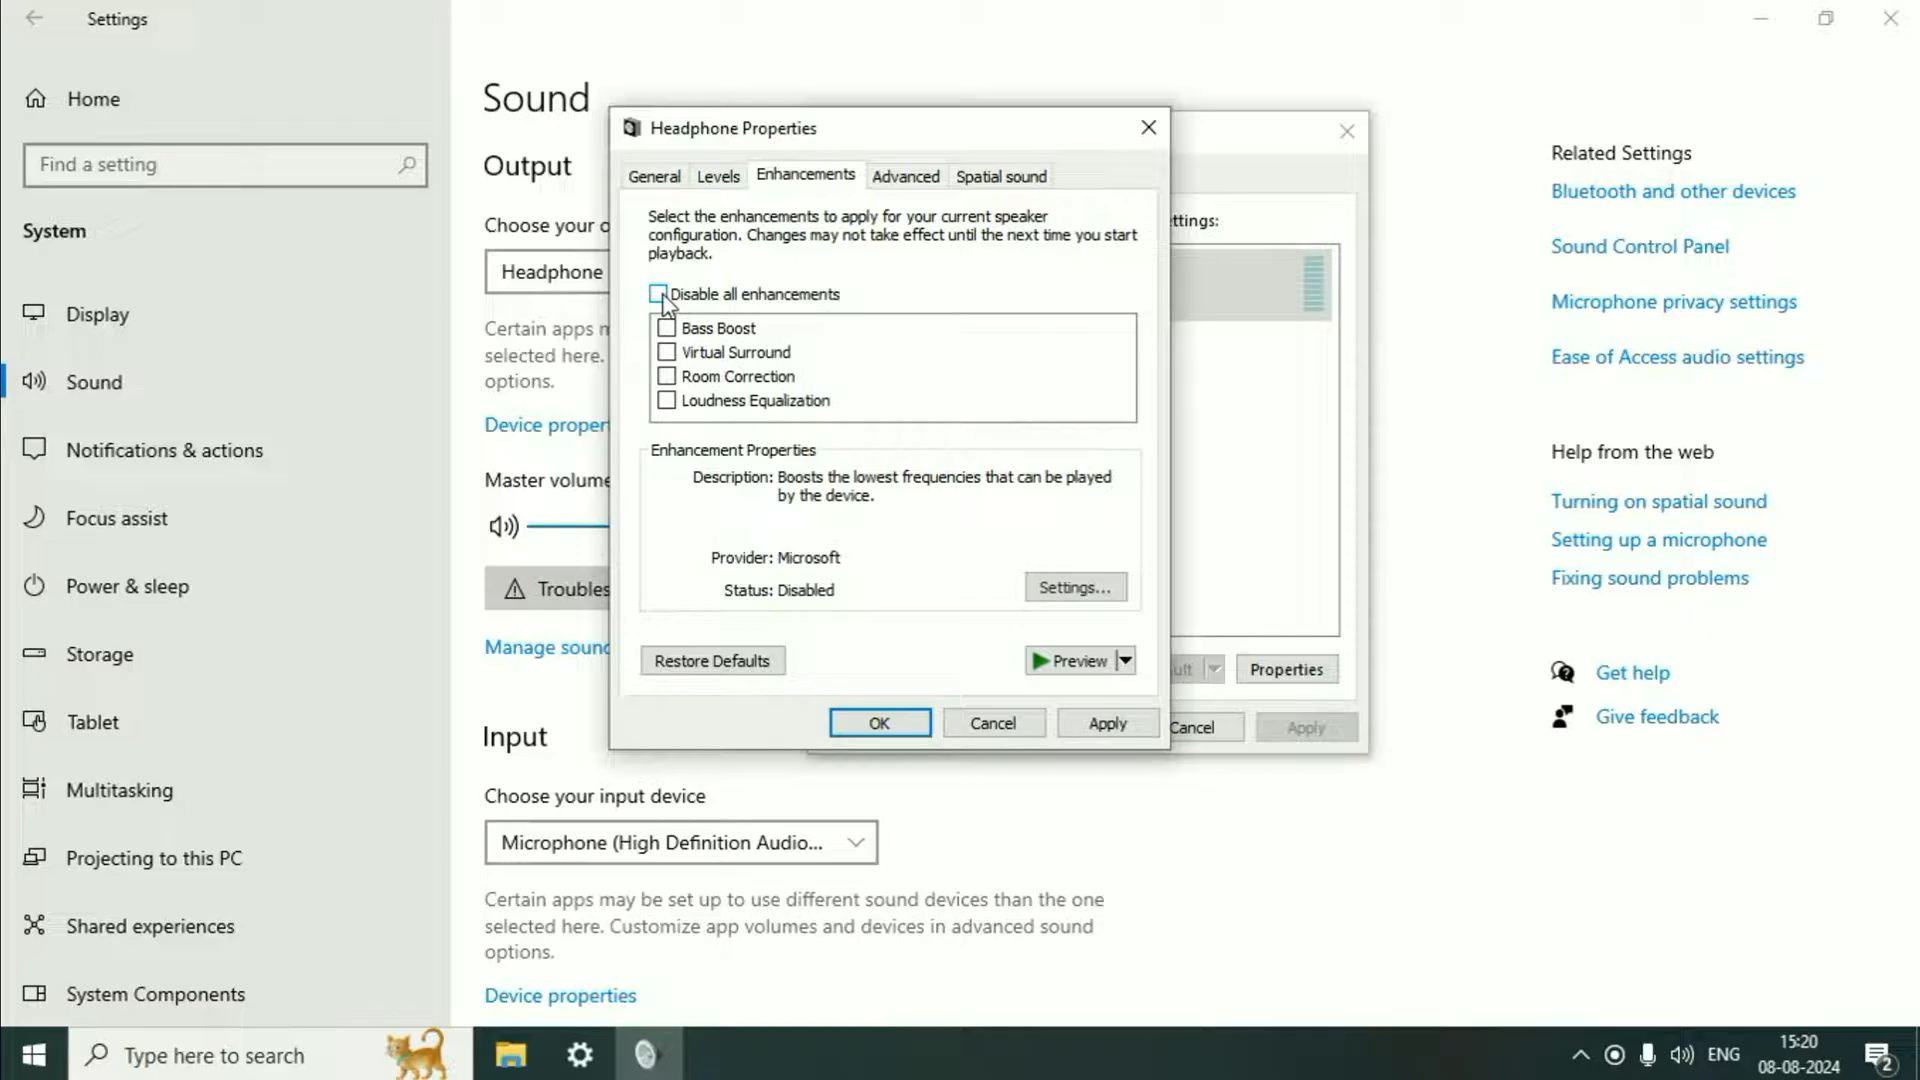 Settings
Home
Find a setting
System
Display
Sound
Notifications & actions
Focus assist
Power & sleep
Storage
Tablet
Multitasking
Projecting to this PC
Shared experiences
System Components
Sound
Output
Choose your o
Headphone
Certain apps m
selected here.
options.
Device proper
Master volume
Troubles
Manage sound
Input
Choose your input device
Microphone (High Definition Audio...
Certain apps may be set up to use different sound devices than the one
selected here. Customize app volumes and devices in advanced sound
options.
Device properties
Headphone Properties
General Levels Enhancements Advanced Spatial sound
Select the enhancements to apply for your current speaker
configuration. Changes may not take effect until the next time you start
playback.
Disable all enhancements
Bass Boost
Virtual Surround
Room Correction
Loudness Equalization
Enhancement Properties
Description: Boosts the lowest frequencies that can be played
by the device.
Provider: Microsoft
Status: Disabled
Settings...
Restore Defaults
Preview
OK Cancel Apply
ttings:
ult
Properties
Cancel
Apply
Related Settings
Bluetooth and other devices
Sound Control Panel
Microphone privacy settings
Ease of Access audio settings
Help from the web
Turning on spatial sound
Setting up a microphone
Fixing sound problems
Get help
Give feedback
Type here to search
ENG
15:20
08-08-2024
2